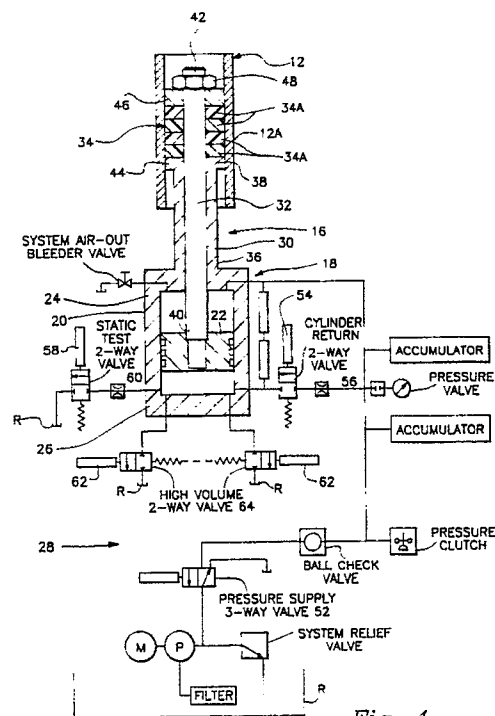 42
12
48
46
34A
34
12A
34A
44
38
32
SYSTEM AIR-OUT
BLEEDER VALVE
16
30
36
18
24
20
54
STATIC TEST
2-WAY VALVE
58
60
40
22
CYLINDER
RETURN
2-WAY
VALVE
ACCUMULATOR
56
PRESSURE
VALVE
R
26
ACCUMULATOR
62
R
R
62
HIGH VOLUME
2-WAY VALVE 64
28
BALL CHECK
VALVE
PRESSURE
CLUTCH
PRESSURE SUPPLY
3-WAY VALVE 52
SYSTEM RELIEF
VALVE
M
P
FILTER
R